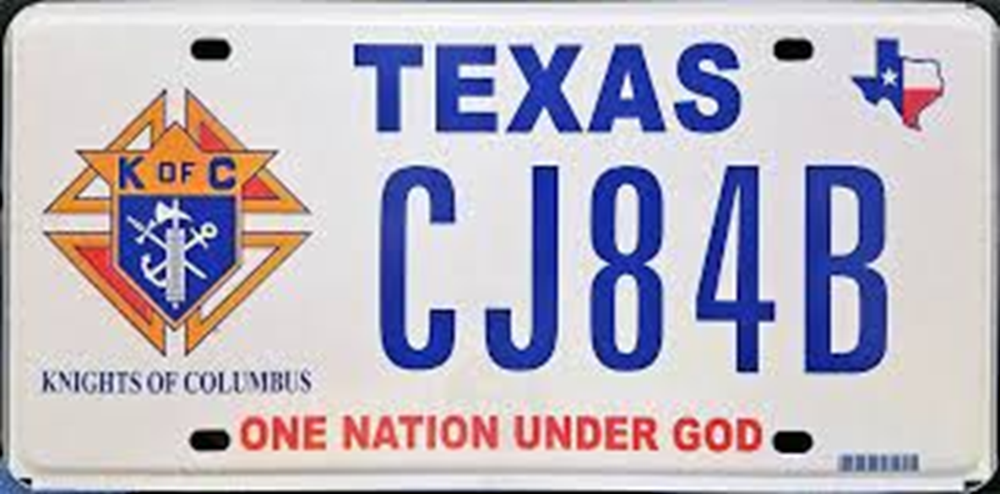 TEXAS
K OF C
CJ84B
KNIGHTS OF COLUMBUS
ONE NATION UNDER GOD